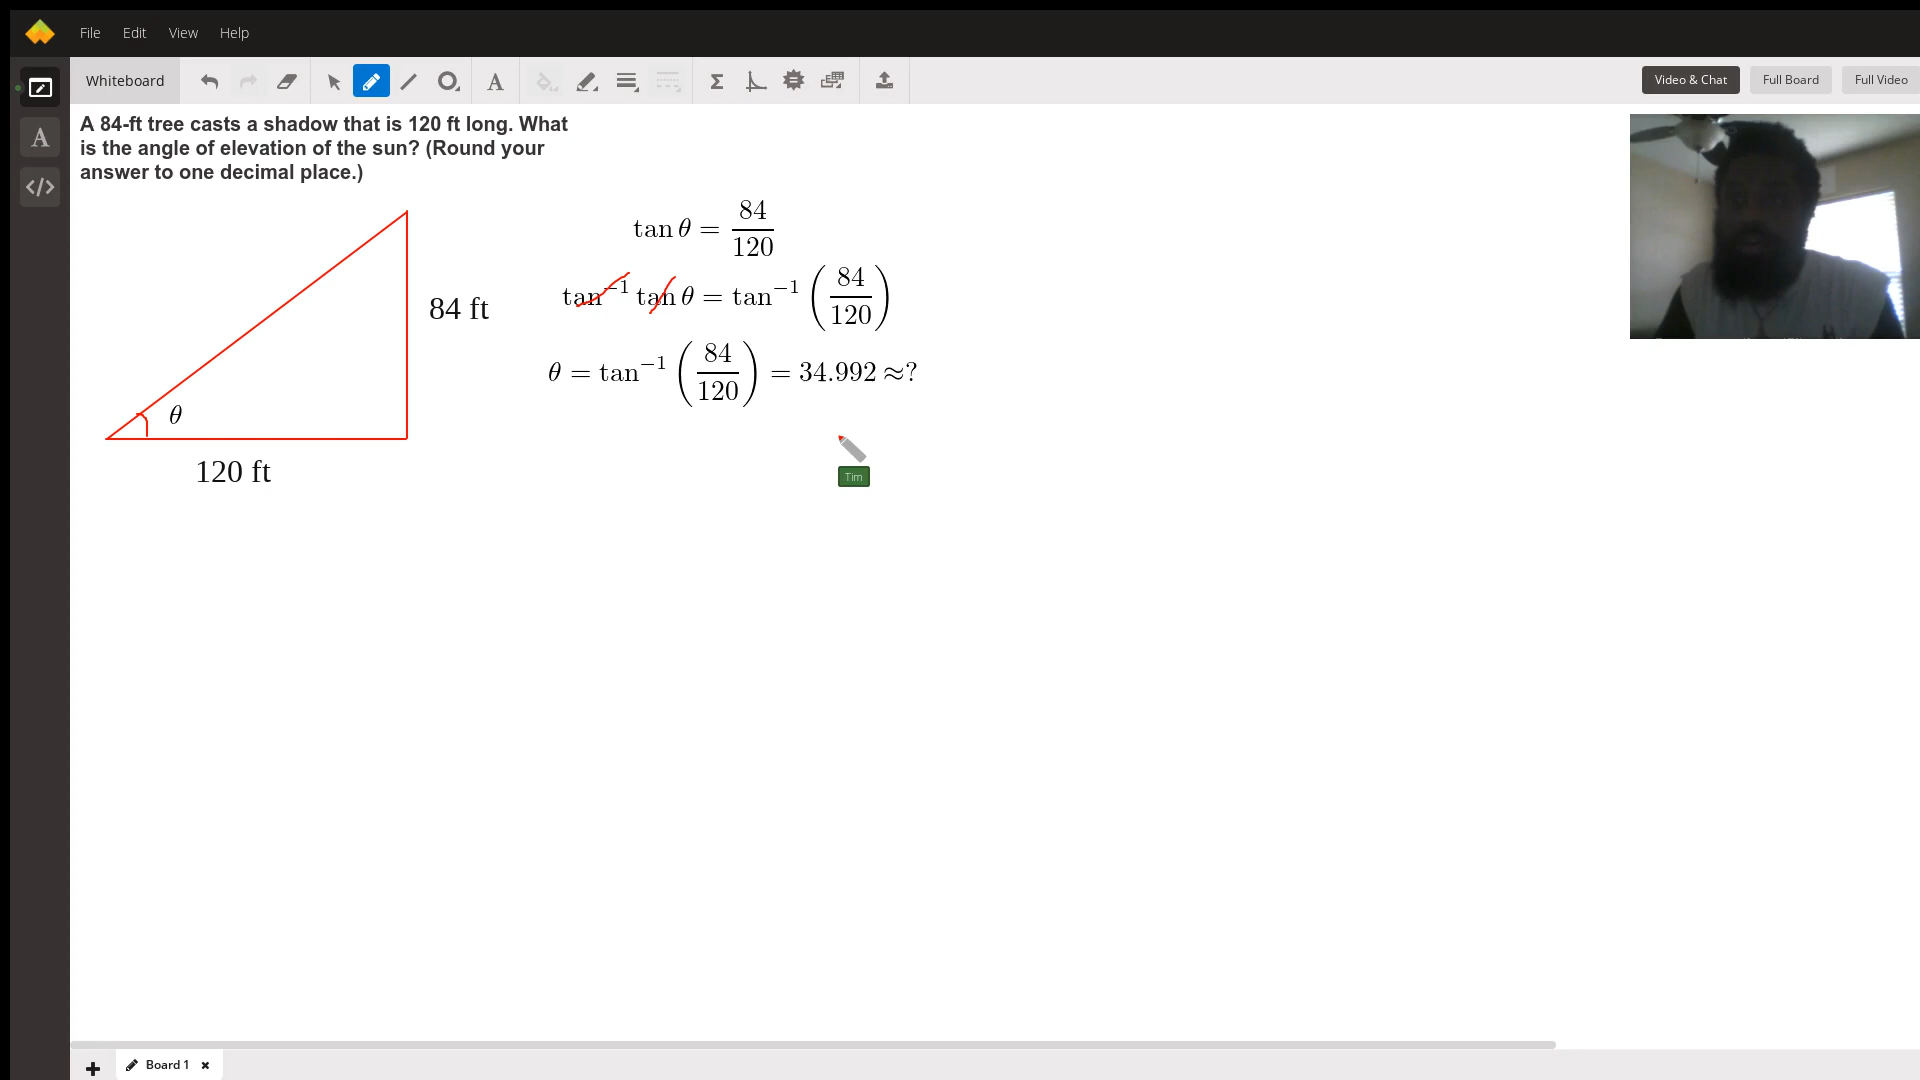 File Edit View Help
Whiteboard
A
Σ
Video & Chat Full Board Full Video
A
</>
A 84-ft tree casts a shadow that is 120 ft long. What
is the angle of elevation of the sun? (Round your
answer to one decimal place.)
tan θ = 84/120
tan⁻¹ tan θ = tan⁻¹ (84/120)
84 ft
θ = tan⁻¹ (84/120) = 34.992 ≈?
θ
120 ft
Tim
Board 1